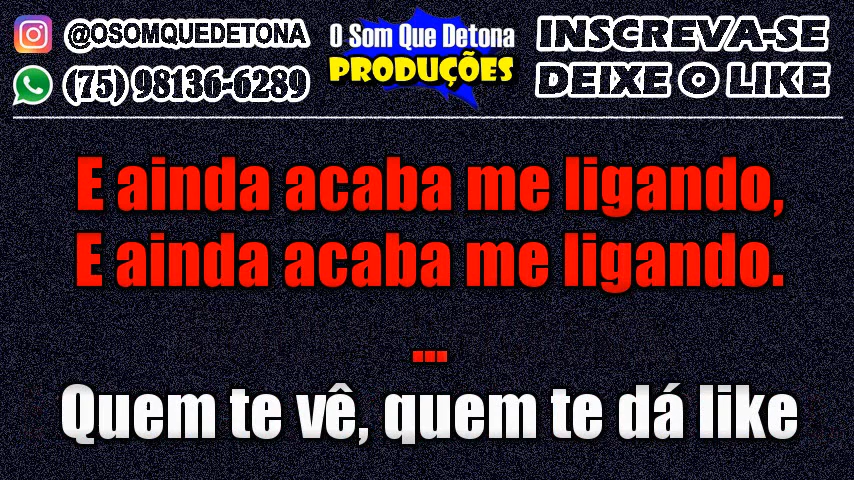 @OSOMQUEDETONA
(75) 98136-6289
O Som Que Detona
PRODUÇÕES
INSCREVA-SE
DEIXE O LIKE
E ainda acaba me ligando,
E ainda acaba me ligando.
...
Quem te vê, quem te dá like